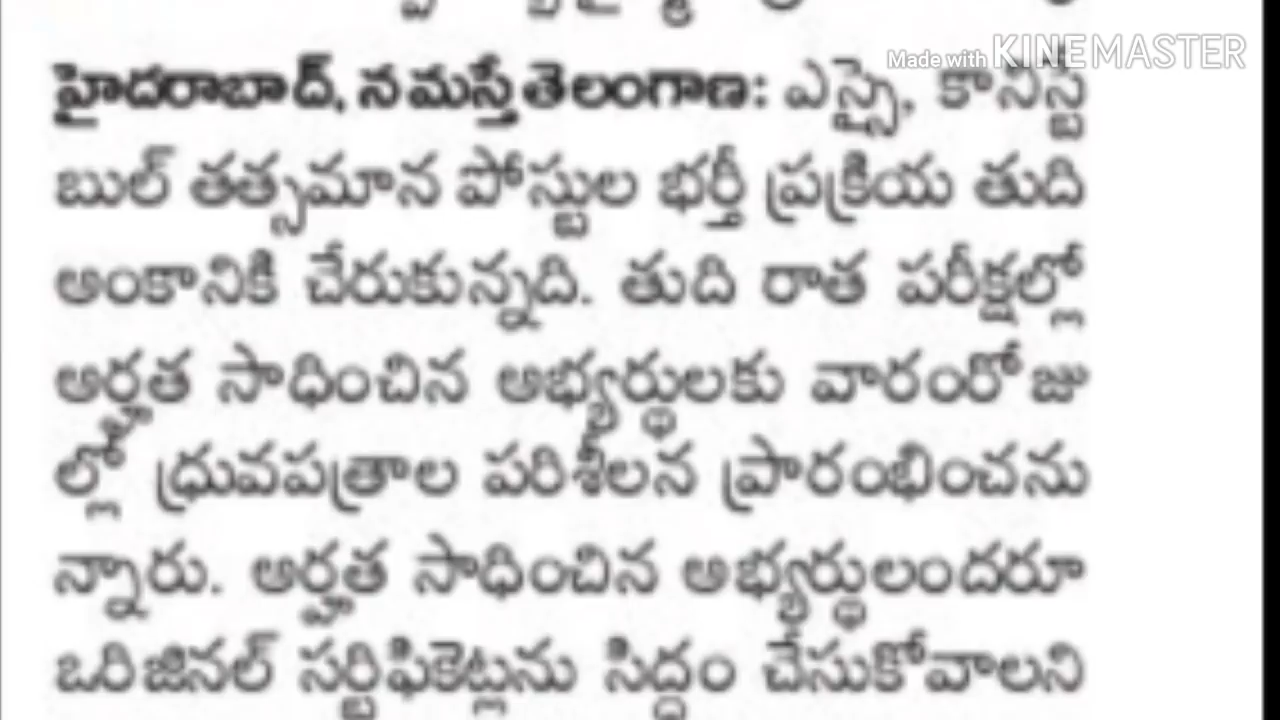 Made with KINEMASTER
హైదరాబాద్, నమస్తే తెలంగాణ: ఎస్సై, కానిస్టే
బుల్ తత్సమాన పోస్టుల భర్తీ ప్రక్రియ తుది
అంకానికి చేరుకున్నది. తుది రాత పరీక్షల్లో
అర్హత సాధించిన అభ్యర్థులకు వారంరోజు
ల్లో ధ్రువపత్రాల పరిశీలన ప్రారంభించను
న్నారు. అర్హత సాధించిన అభ్యర్థులందరూ
ఒరిజినల్ సర్టిఫికెట్లను సిద్దం చేసుకోవాలని